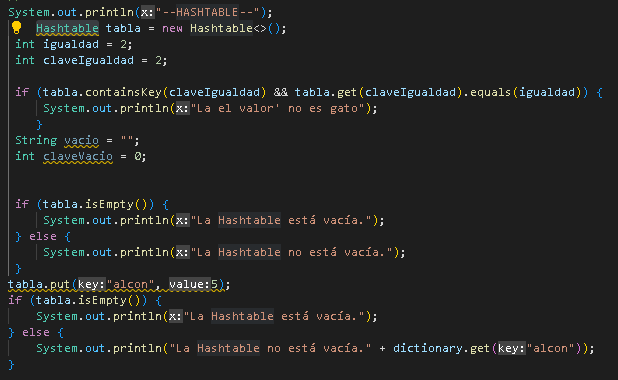 System.out.println(x:"--HASHTABLE--");
Hashtable tabla = new Hashtable<>();
int igualdad = 2;
int claveIgualdad = 2;
if (tabla.containsKey(claveIgualdad) && tabla.get(claveIgualdad).equals(igualdad)) {
System.out.println(x:"La el valor' no es gato");
}
String vacio = "";
int claveVacio = 0;
if (tabla.isEmpty()) {
System.out.println(x:"La Hashtable está vacía.");
} else {
System.out.println(x:"La Hashtable no está vacía.");
}
tabla.put(key:"alcon", value:5);
if (tabla.isEmpty()) {
System.out.println(x:"La Hashtable está vacía.");
} else {
System.out.println("La Hashtable no está vacía." + dictionary.get(key:"alcon"));
}